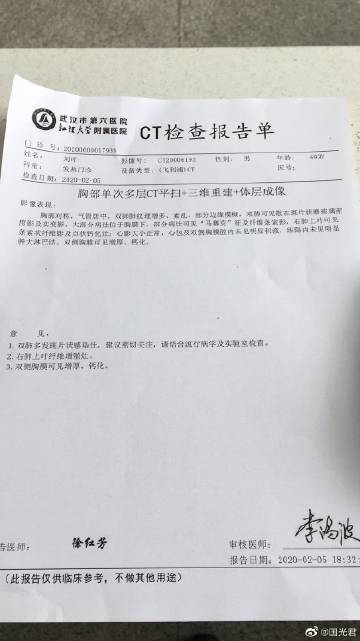 武汉市第六医院
江汉大学附属医院
CT检查报告单
门诊号:
姓名: 刘叶
影像号: CT20006192
性别: 男
年龄: 69岁
科室: 发热门诊
设备类型: (飞利浦)CT
床号:
检查日期: 2020-02-05
胸部单次多层CT平扫+三维重建+体层成像
影像表现:
胸部对称,气管居中,双肺肺纹理增多、紊乱,部分边缘模糊,双肺可见散在斑片状磨玻璃密
度影及实变影,大部分病灶位于胸膜下,部分病灶可见“马赛克”征及纤维条索影,右肺上叶可见
条索状纤维影及点状钙化灶;心影大小正常,心包及双侧胸膜腔内未见明显积液,纵隔内未见明显
肿大淋巴结。双侧胸膜可见增厚、钙化。
意 见:
1. 双肺多发斑片状感染灶,建议密切关注,请结合流行病学及实验室检查。
2. 右肺上叶纤维增殖灶。
3. 双侧胸膜可见增厚、钙化。
告医师: 徐红芳
审核医师: 李鸿波
报告日期: 2020-02-05 18:32:
(此报告仅供临床参考,不做其他用途)
@国光君